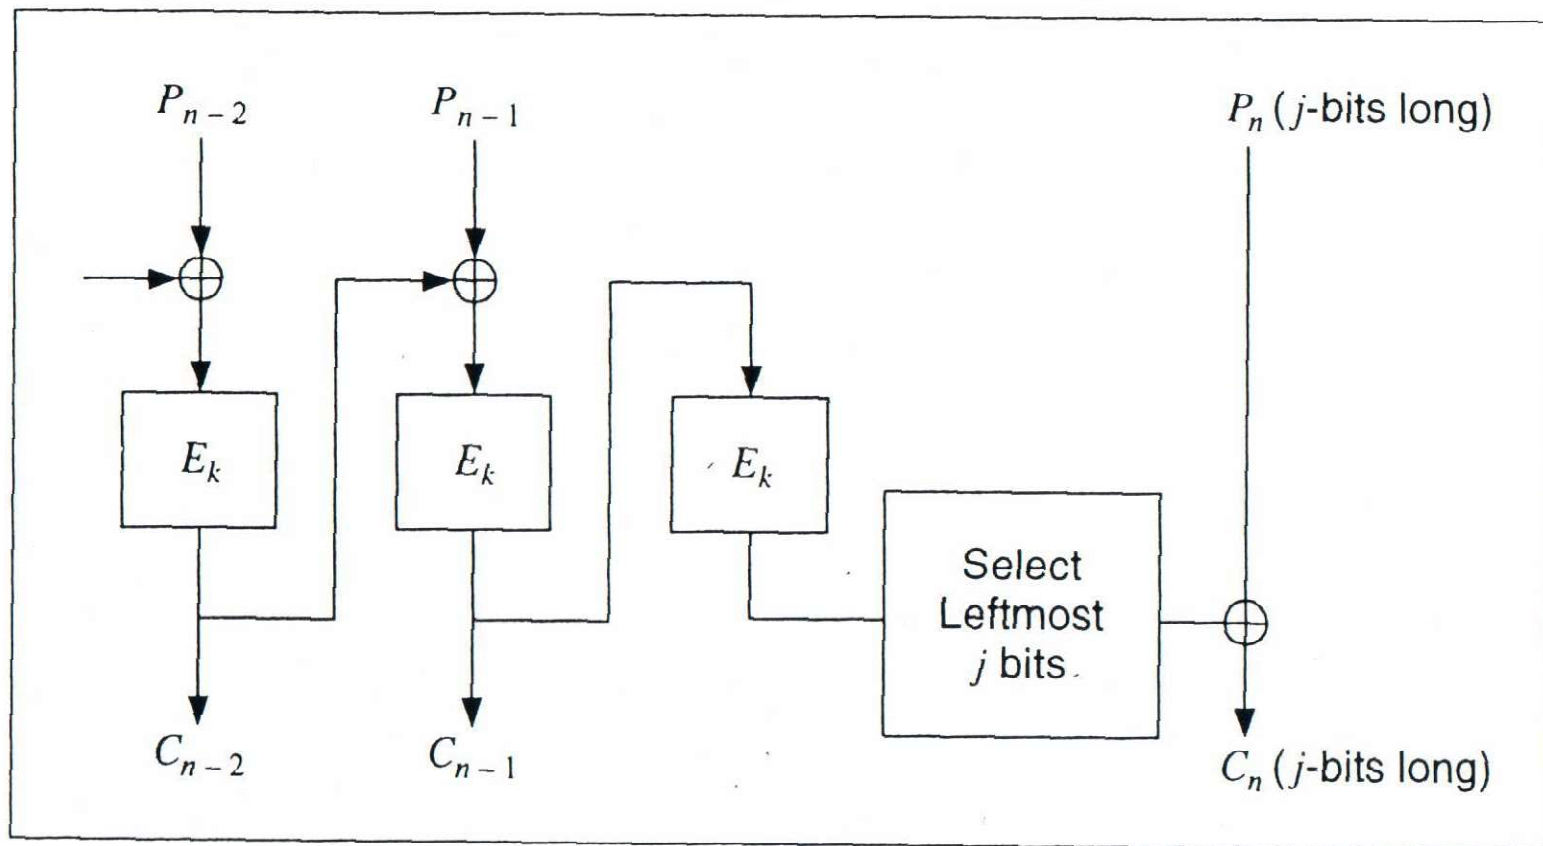 P_{n-2}
P_{n-1}
P_n (j-bits long)
E_k
E_k
E_k
Select
Leftmost
j bits
C_{n-2}
C_{n-1}
C_n (j-bits long)